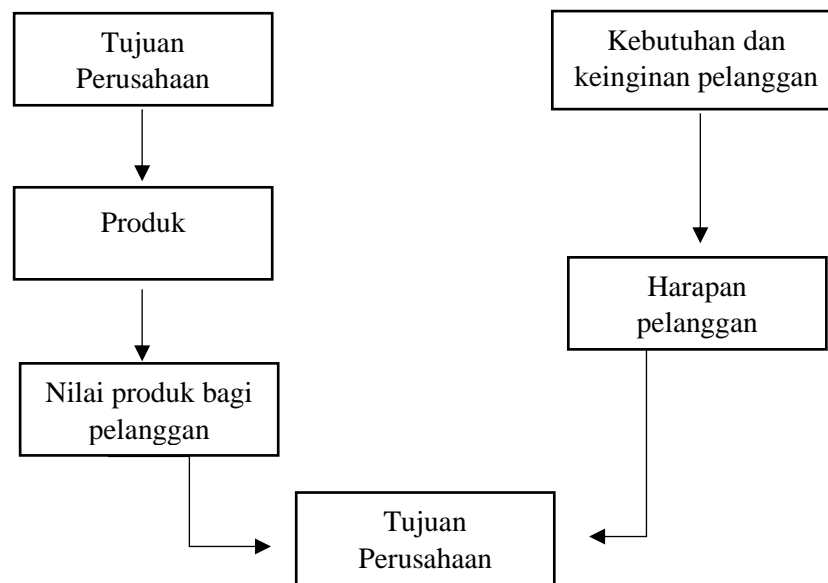 Tujuan
Perusahaan
Kebutuhan dan
keinginan pelanggan
Produk
Harapan
pelanggan
Nilai produk bagi
pelanggan
Tujuan
Perusahaan